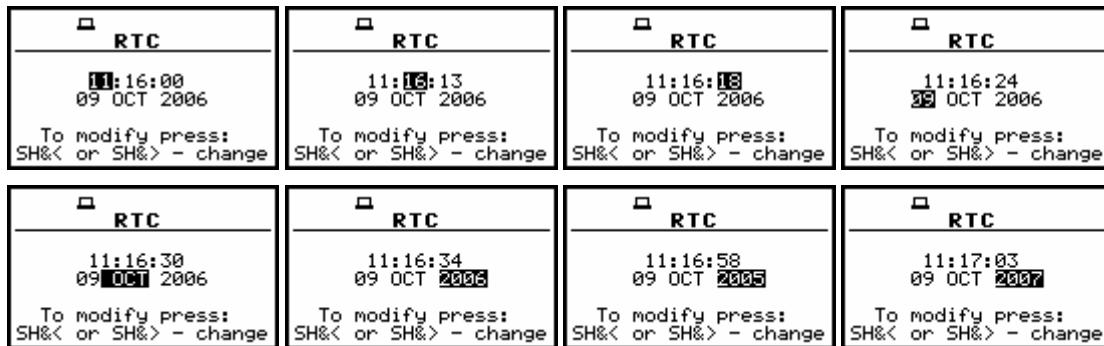 RTC
11:16:00
09 OCT 2006
To modify press:
SH&< or SH&> - change
RTC
11:16:13
09 OCT 2006
To modify press:
SH&< or SH&> - change
RTC
11:16:18
09 OCT 2006
To modify press:
SH&< or SH&> - change
RTC
11:16:24
09 OCT 2006
To modify press:
SH&< or SH&> - change
RTC
11:16:30
09 OCT 2006
To modify press:
SH&< or SH&> - change
RTC
11:16:34
09 OCT 2006
To modify press:
SH&< or SH&> - change
RTC
11:16:58
09 OCT 2005
To modify press:
SH&< or SH&> - change
RTC
11:17:03
09 OCT 2007
To modify press:
SH&< or SH&> - change